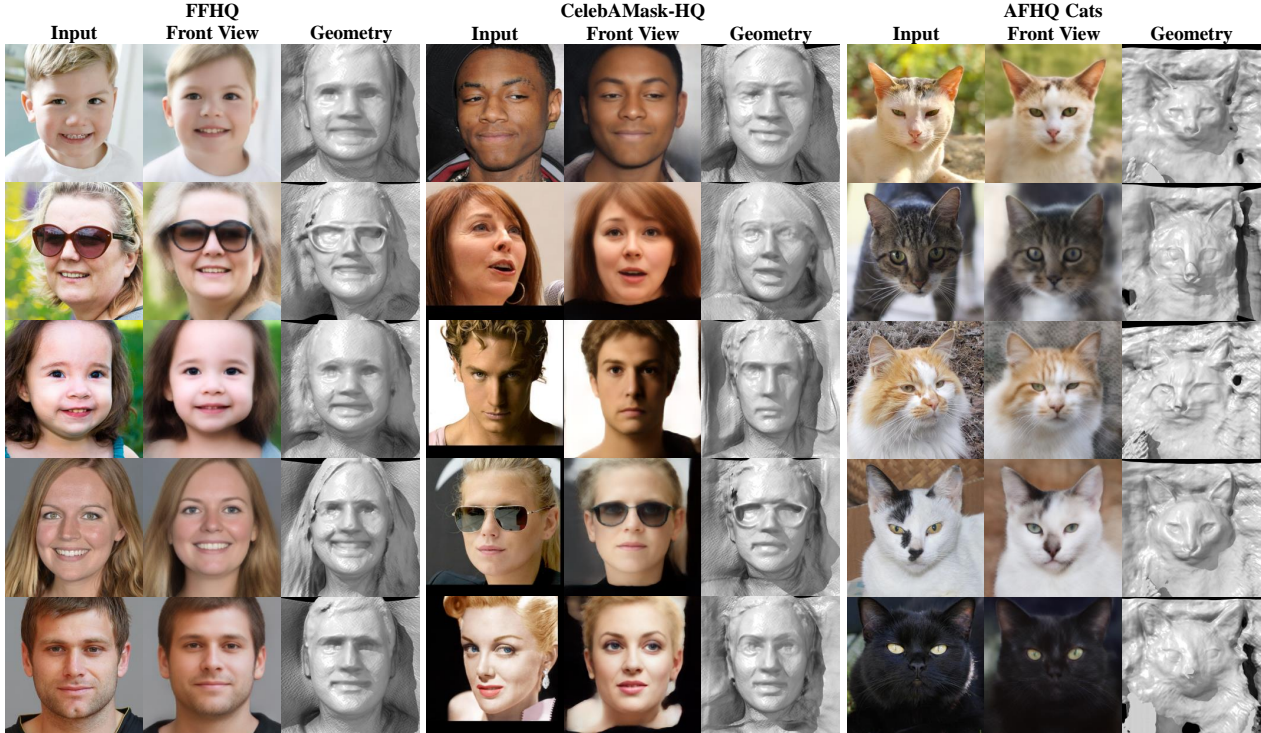 FFHQ
Input Front View Geometry
CelebAMask-HQ
Input Front View Geometry
AFHQ Cats
Input Front View Geometry